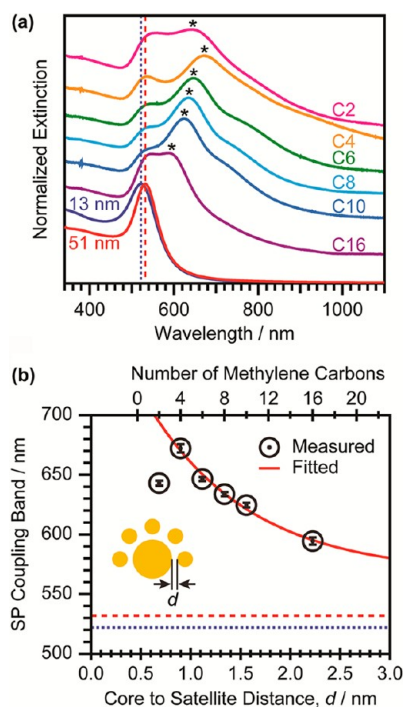 (a)
Normalized Extinction
*
*
*
*
*
*
C2
C4
C6
C8
C10
C16
13 nm
51 nm
400 600 800 1000
Wavelength / nm
(b)
Number of Methylene Carbons
0 4 8 12 16 20 24
SP Coupling Band / nm
700
650
600
550
500
Measured
Fitted
d
0.0 0.5 1.0 1.5 2.0 2.5 3.0
Core to Satellite Distance, d / nm